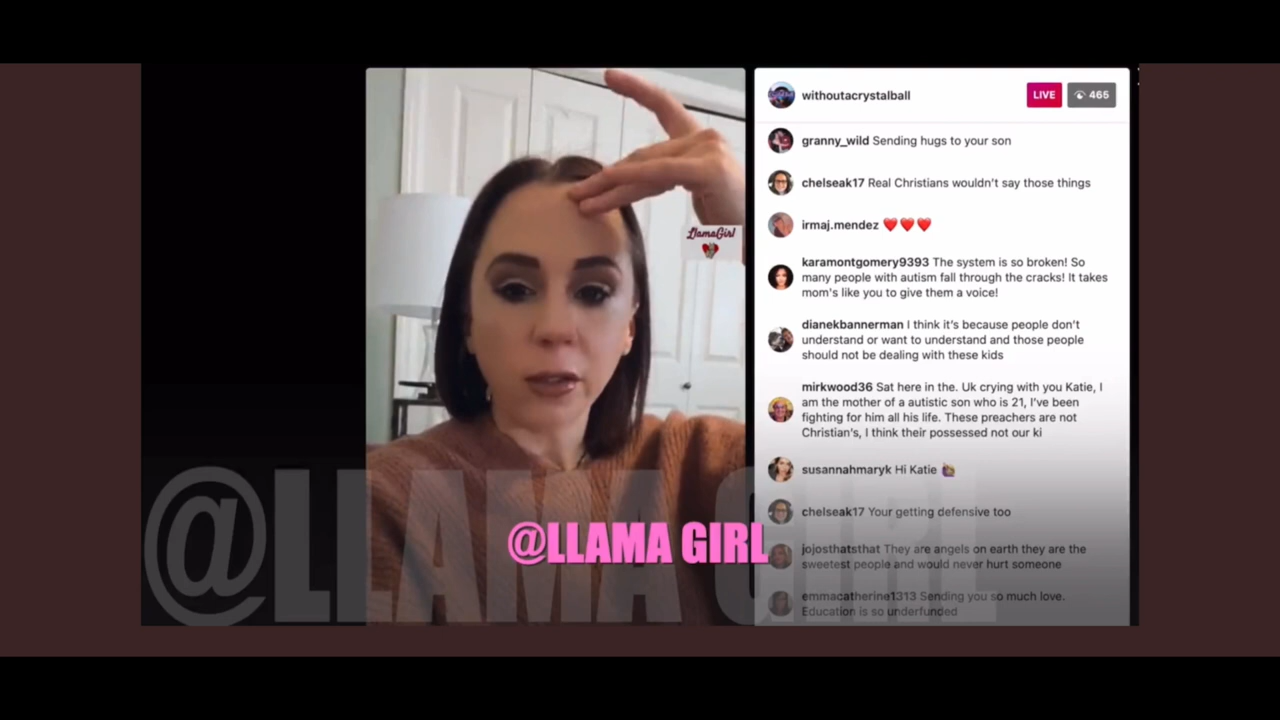 withoutacrystalball
LIVE
465
granny_wild Sending hugs to your son
chelseak17 Real Christians wouldn't say those things
irmaj.mendez ❤️❤️❤️
karamontgomery9393 The system is so broken! So
many people with autism fall through the cracks! It takes
mom's like you to give them a voice!
dianekbannerman I think it's because people don't
understand or want to understand and those people
should not be dealing with these kids
mirkwood36 Sat here in the. Uk crying with you Katie, I
am the mother of a autistic son who is 21, I've been
fighting for him all his life. These preachers are not
Christian's, I think their possessed not our ki
susannahmaryk Hi Katie 🙋
chelseak17 Your getting defensive too
jojosthatsthat They are angels on earth they are the
sweetest people and would never hurt someone
emmacatherine1313 Sending you so much love.
Education is so underfunded
LlamaGirl
@LLAMA GIRL
@LLAMA GIRL